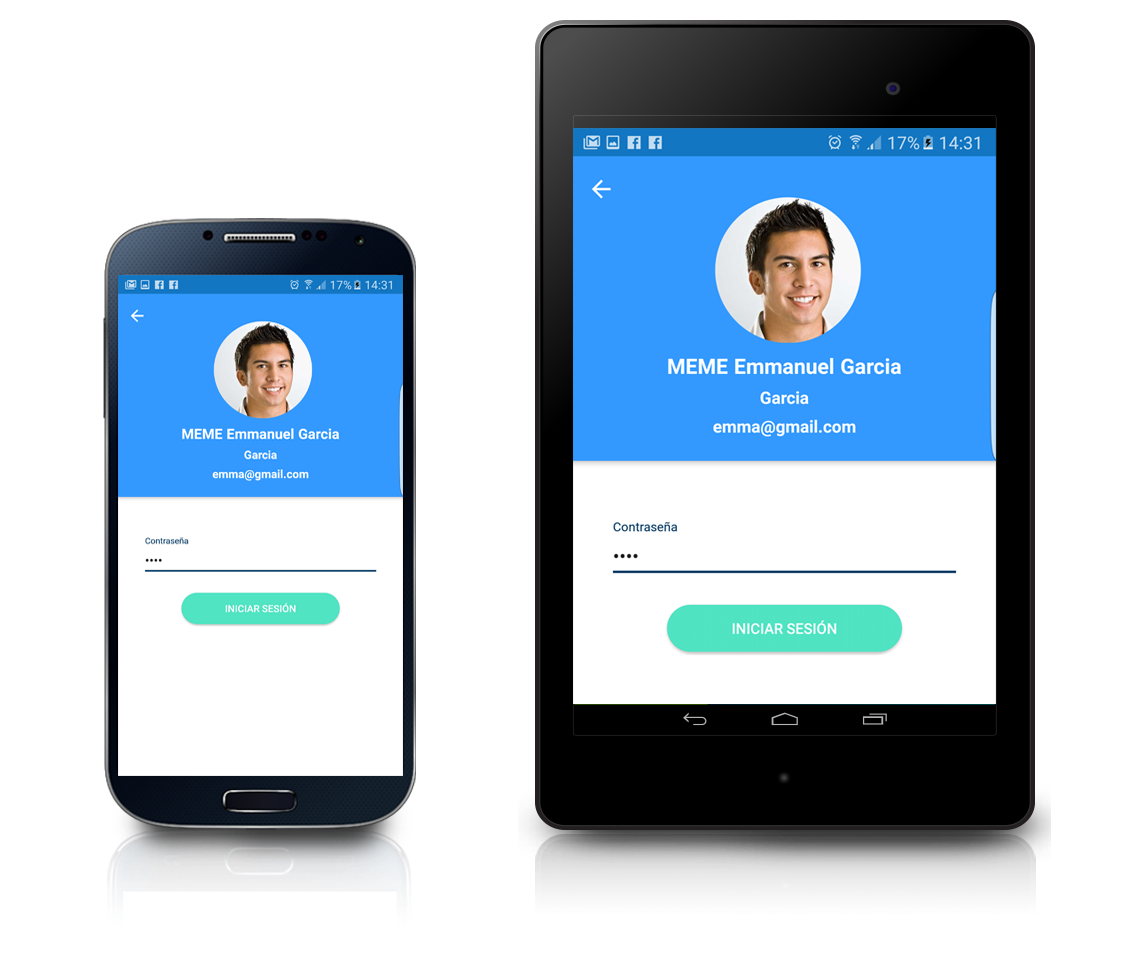 17% 14:31
MEME Emmanuel Garcia
Garcia
emma@gmail.com
Contraseña
••••
INICIAR SESIÓN
17% 14:31
MEME Emmanuel Garcia
Garcia
emma@gmail.com
Contraseña
••••
INICIAR SESIÓN